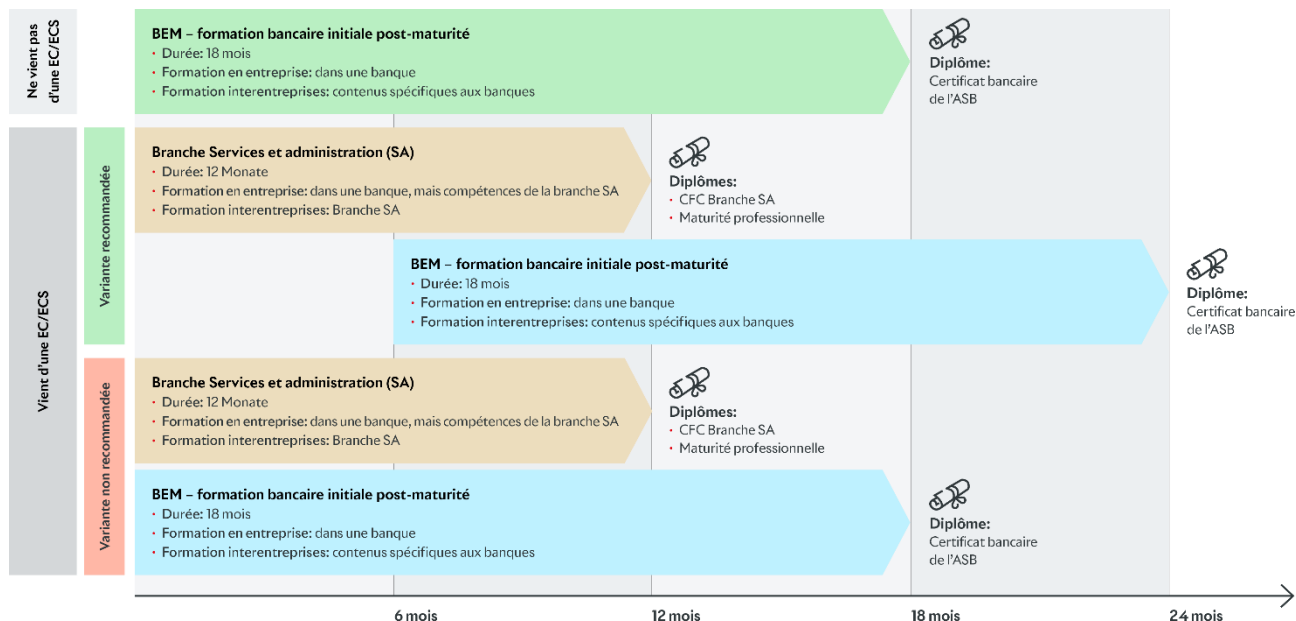 Ne vient pas
d'une EC/ECS
BEM – formation bancaire initiale post-maturité
• Durée: 18 mois
• Formation en entreprise: dans une banque
• Formation interentreprises: contenus spécifiques aux banques
Diplôme:
Certificat bancaire
de l'ASB
Vient d'une EC/ECS
Variante recommandée
Branche Services et administration (SA)
• Durée: 12 Monate
• Formation en entreprise: dans une banque, mais compétences de la branche SA
• Formation interentreprises: Branche SA
Diplômes:
• CFC Branche SA
• Maturité professionnelle
BEM – formation bancaire initiale post-maturité
• Durée: 18 mois
• Formation en entreprise: dans une banque
• Formation interentreprises: contenus spécifiques aux banques
Diplôme:
Certificat bancaire
de l'ASB
Variante non recommandée
Branche Services et administration (SA)
• Durée: 12 Monate
• Formation en entreprise: dans une banque, mais compétences de la branche SA
• Formation interentreprises: Branche SA
Diplômes:
• CFC Branche SA
• Maturité professionnelle
BEM – formation bancaire initiale post-maturité
• Durée: 18 mois
• Formation en entreprise: dans une banque
• Formation interentreprises: contenus spécifiques aux banques
Diplôme:
Certificat bancaire
de l'ASB
6 mois
12 mois
18 mois
24 mois